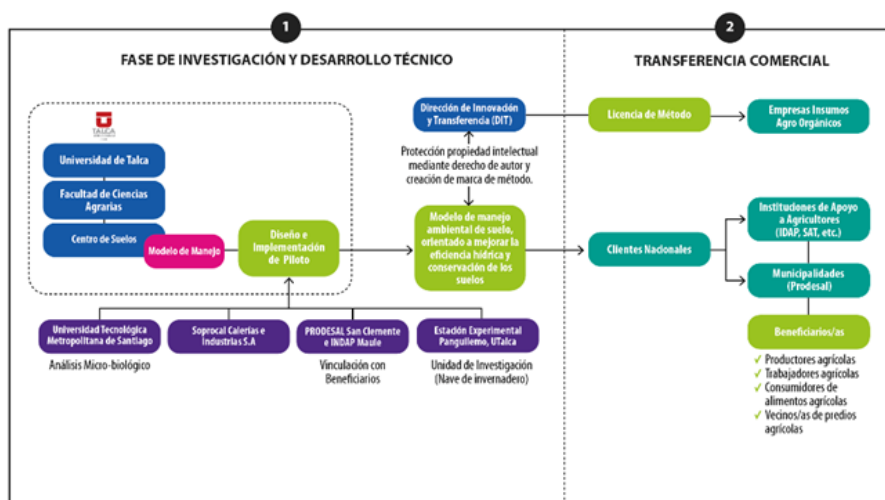 1
2
FASE DE INVESTIGACIÓN Y DESARROLLO TÉCNICO
TRANSFERENCIA COMERCIAL
TALCA
Universidad de Talca
Facultad de Ciencias
Agrarias
Centro de Suelos
Modelo de Manejo
Diseño e
Implementación
de Piloto
Dirección de Innovación
y Transferencia (DIT)
Protección propiedad intelectual
mediante derecho de autor y
creación de marca de método.
Modelo de manejo
ambiental de suelo,
orientado a mejorar la
eficiencia hídrica y
conservación de los
suelos
Universidad Tecnológica
Metropolitana de Santiago
Análisis Micro-biológico
Soprocal Calerías e
Industrias S.A
PRODESAL San Clemente
e INDAP Maule
Vinculación con
Beneficiarios
Estación Experimental
Panguilemo, UTalca
Unidad de Investigación
(Nave de invernadero)
Licencia de Método
Empresas Insumos
Agro Orgánicos
Clientes Nacionales
Instituciones de Apoyo
a Agricultores
(IDAP, SAT, etc.)
Municipalidades
(Prodesal)
Beneficiarios/as
✓ Productores agrícolas
✓ Trabajadores agrícolas
✓ Consumidores de
alimentos agrícolas
✓ Vecinos/as de predios
agrícolas